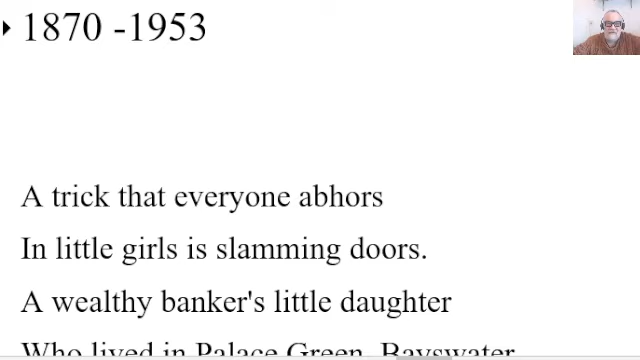 1870 -1953
A trick that everyone abhors
In little girls is slamming doors.
A wealthy banker's little daughter
Who lived in Palace Green, Bayswater